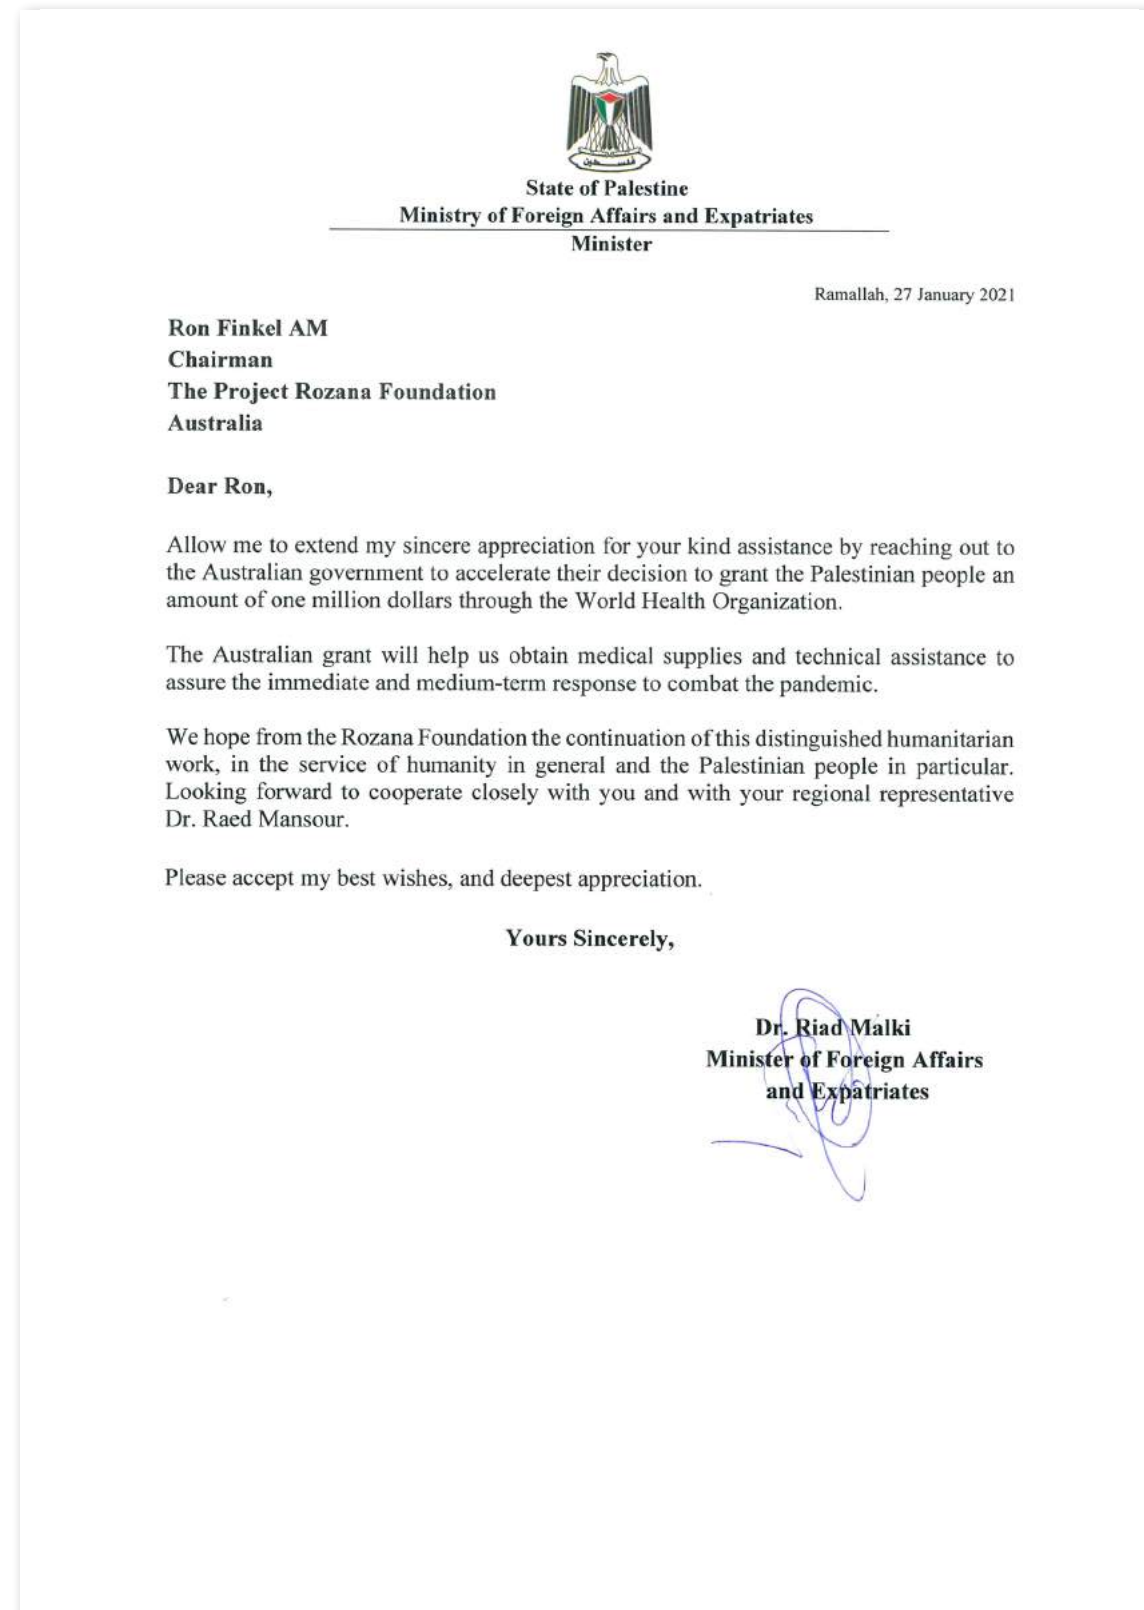 فلسطين
State of Palestine
Ministry of Foreign Affairs and Expatriates
Minister
Ramallah, 27 January 2021
Ron Finkel AM
Chairman
The Project Rozana Foundation
Australia
Dear Ron,
Allow me to extend my sincere appreciation for your kind assistance by reaching out to
the Australian government to accelerate their decision to grant the Palestinian people an
amount of one million dollars through the World Health Organization.
The Australian grant will help us obtain medical supplies and technical assistance to
assure the immediate and medium-term response to combat the pandemic.
We hope from the Rozana Foundation the continuation of this distinguished humanitarian
work, in the service of humanity in general and the Palestinian people in particular.
Looking forward to cooperate closely with you and with your regional representative
Dr. Raed Mansour.
Please accept my best wishes, and deepest appreciation.
Yours Sincerely,
Dr. Riad Malki
Minister of Foreign Affairs
and Expatriates